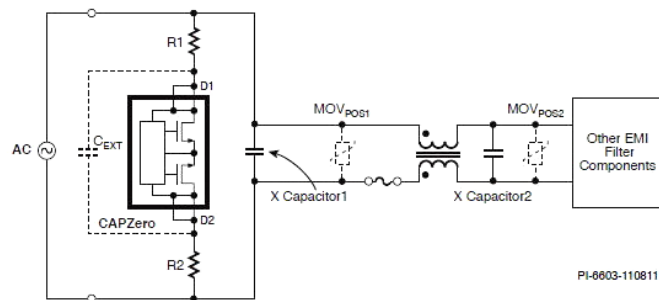 R1
D1
AC
CEXT
CAPZero
D2
R2
X Capacitor1
MOVPOS1
X Capacitor2
MOVPOS2
Other EMI
Filter
Components
PI-6603-110811